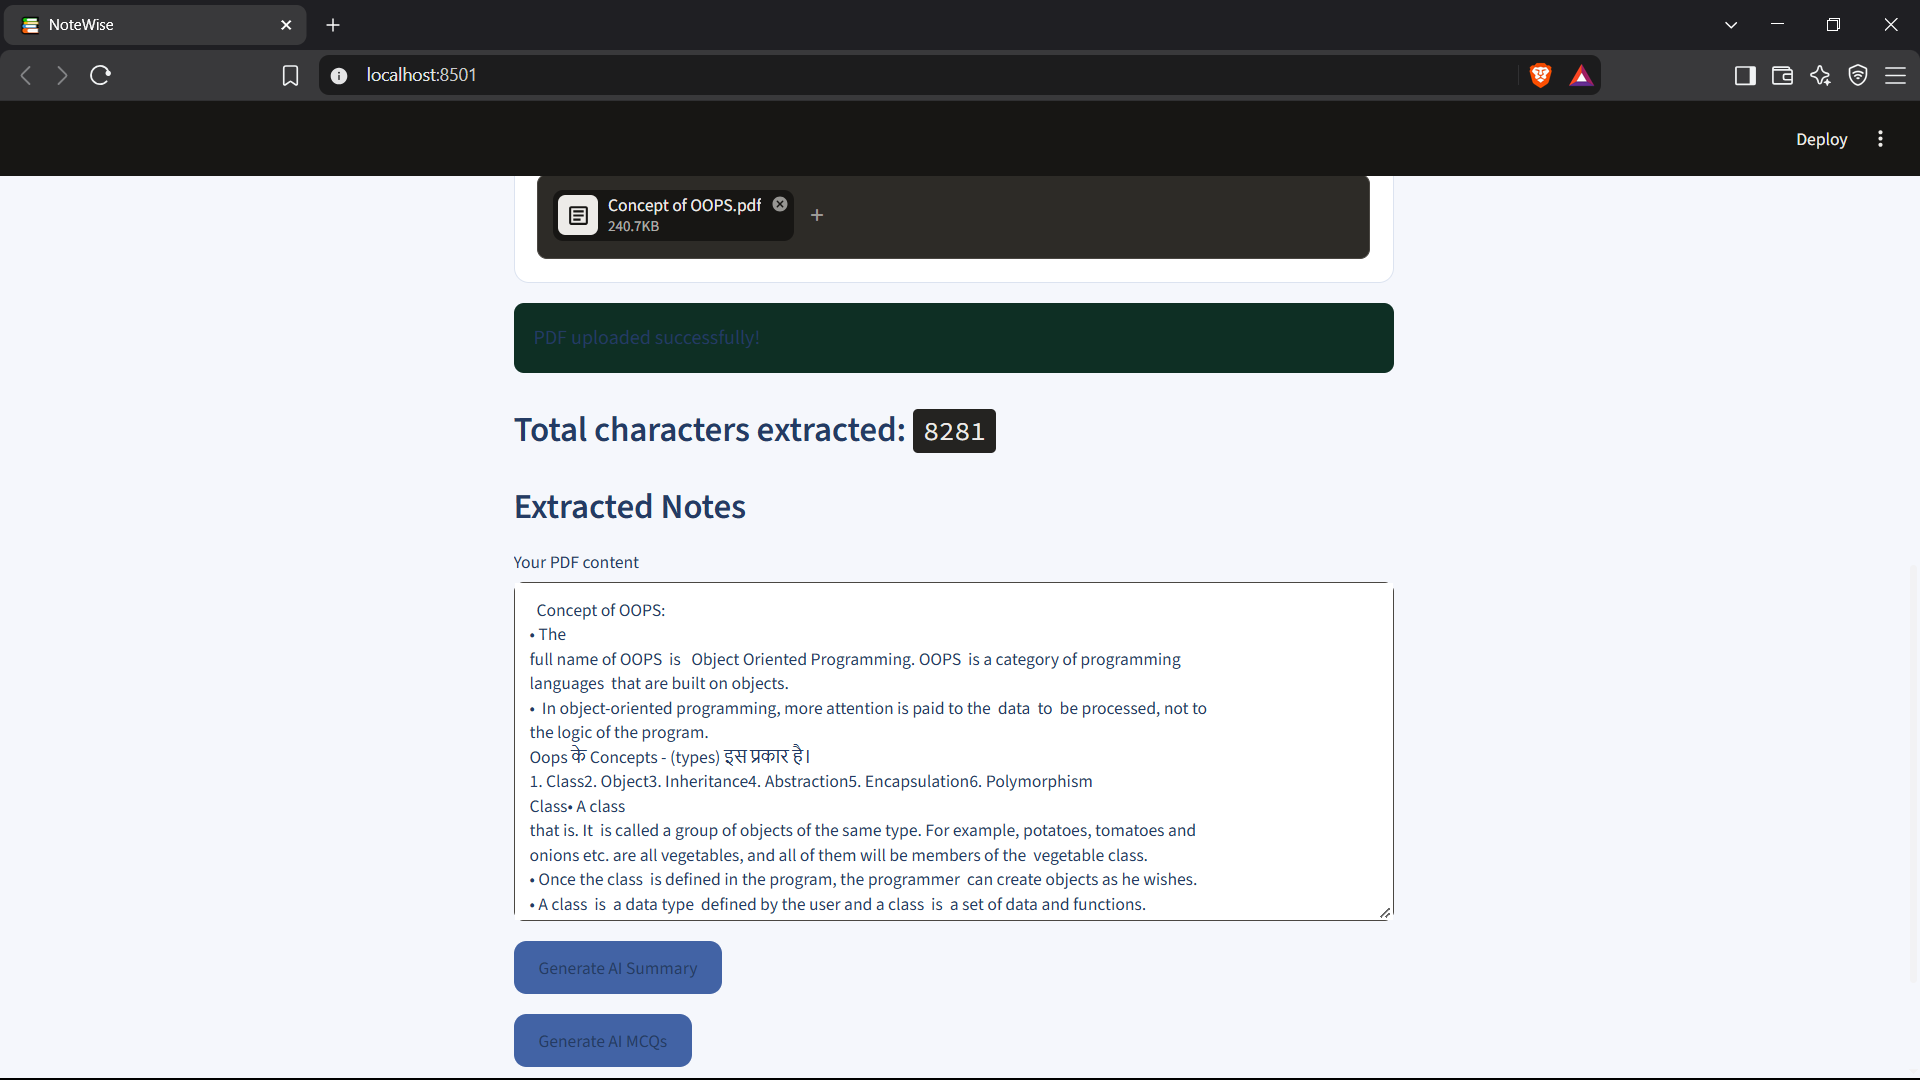 NoteWise
localhost:8501
Deploy
Concept of OOPS.pdf
240.7KB
PDF uploaded successfully!
Total characters extracted: 8281
Extracted Notes
Your PDF content
Concept of OOPS:
• The
full name of OOPS is Object Oriented Programming. OOPS is a category of programming
languages that are built on objects.
• In object-oriented programming, more attention is paid to the data to be processed, not to
the logic of the program.
Oops के Concepts - (types) इस प्रकार है।
1. Class2. Object3. Inheritance4. Abstraction5. Encapsulation6. Polymorphism
Class• A class
that is. It is called a group of objects of the same type. For example, potatoes, tomatoes and
onions etc. are all vegetables, and all of them will be members of the vegetable class.
• Once the class is defined in the program, the programmer can create objects as he wishes.
• A class is a data type defined by the user and a class is a set of data and functions.
Generate AI Summary
Generate AI MCQs